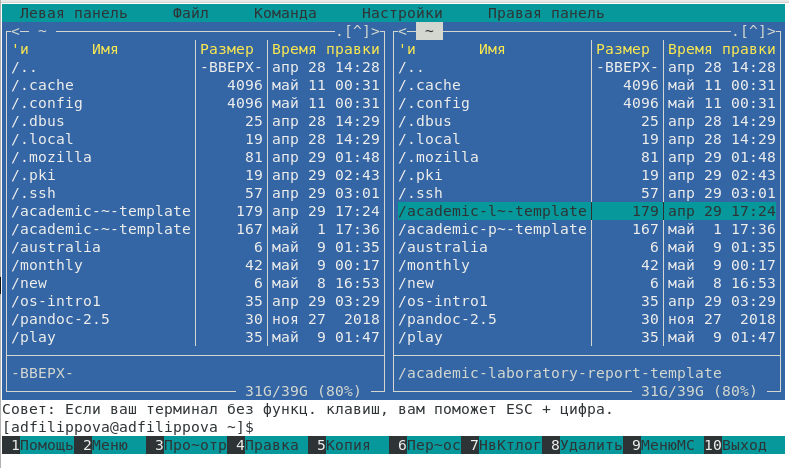 Левая панель Файл Команда Настройки Правая панель
<─ ~ .[^]> <─ ~ .[^]>
'и Имя Размер Время правки 'и Имя Размер Время правки
/.. -ВВЕРХ- апр 28 14:28 /.. -ВВЕРХ- апр 28 14:28
/.cache 4096 май 11 00:31 /.cache 4096 май 11 00:31
/.config 4096 май 11 00:31 /.config 4096 май 11 00:31
/.dbus 25 апр 28 14:29 /.dbus 25 апр 28 14:29
/.local 19 апр 28 14:29 /.local 19 апр 28 14:29
/.mozilla 81 апр 29 01:48 /.mozilla 81 апр 29 01:48
/.pki 19 апр 29 02:43 /.pki 19 апр 29 02:43
/.ssh 57 апр 29 03:01 /.ssh 57 апр 29 03:01
/academic-~-template 179 апр 29 17:24 /academic-l~-template 179 апр 29 17:24
/academic-~-template 167 май 1 17:36 /academic-p~-template 167 май 1 17:36
/australia 6 май 9 01:35 /australia 6 май 9 01:35
/monthly 42 май 9 00:17 /monthly 42 май 9 00:17
/new 6 май 8 16:53 /new 6 май 8 16:53
/os-intro1 35 апр 29 03:29 /os-intro1 35 апр 29 03:29
/pandoc-2.5 30 ноя 27 2018 /pandoc-2.5 30 ноя 27 2018
/play 35 май 9 01:47 /play 35 май 9 01:47
-ВВЕРХ- /academic-laboratory-report-template
31G/39G (80%) 31G/39G (80%)
Совет: Если ваш терминал без функц. клавиш, вам поможет ESC + цифра.
[adfilippova@adfilippova ~]$
1Помощь 2Меню 3Про~отр 4Правка 5Копия 6Пер~ос 7НвКтлог 8Удалить 9МенюМС 10Выход